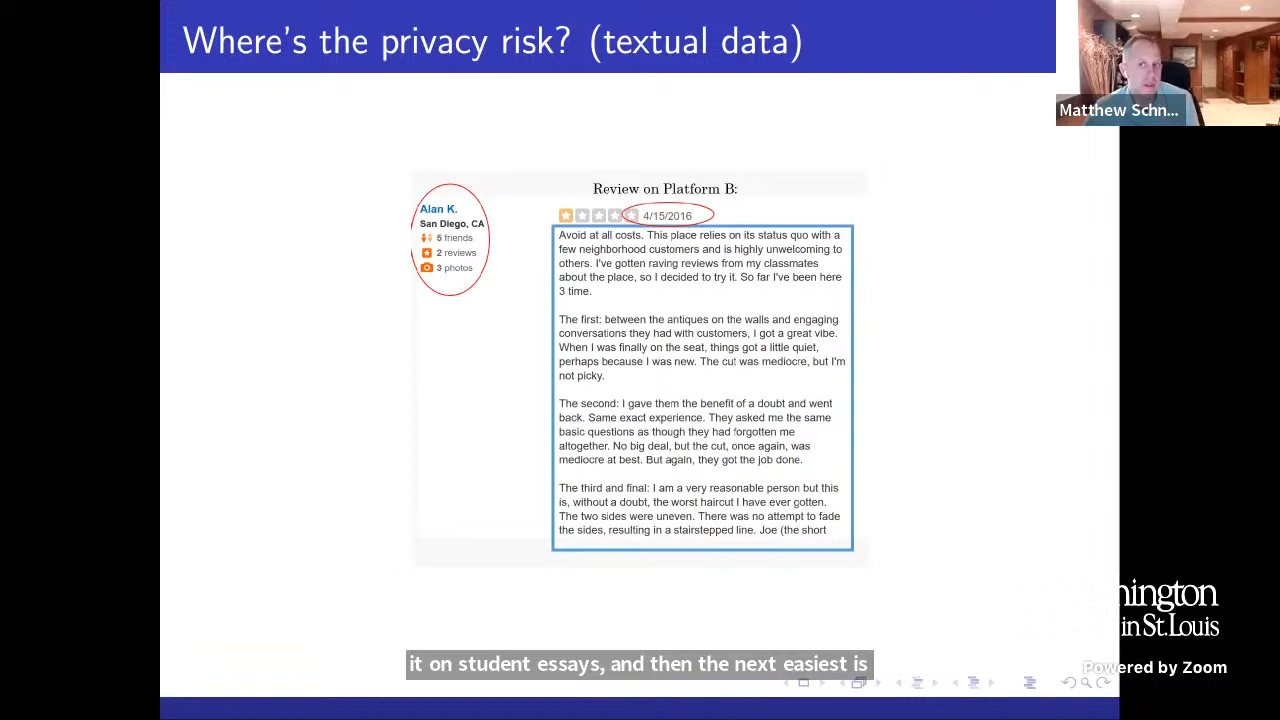 Where's the privacy risk? (textual data)
Matthew Schn...
Review on Platform B:
Alan K.
San Diego, CA
5 friends
2 reviews
3 photos
4/15/2016
Avoid at all costs. This place relies on its status quo with a
few neighborhood customers and is highly unwelcoming to
others. I've gotten raving reviews from my classmates
about the place, so I decided to try it. So far I've been here
3 time.
The first: between the antiques on the walls and engaging
conversations they had with customers, I got a great vibe.
When I was finally on the seat, things got a little quiet,
perhaps because I was new. The cut was mediocre, but I'm
not picky.
The second: I gave them the benefit of a doubt and went
back. Same exact experience. They asked me the same
basic questions as though they had forgotten me
altogether. No big deal, but the cut, once again, was
mediocre at best. But again, they got the job done.
The third and final: I am a very reasonable person but this
is, without a doubt, the worst haircut I have ever gotten.
The two sides were uneven. There was no attempt to fade
the sides, resulting in a stairstepped line. Joe (the short
nington
in St.Louis
it on student essays, and then the next easiest is
Powered by Zoom